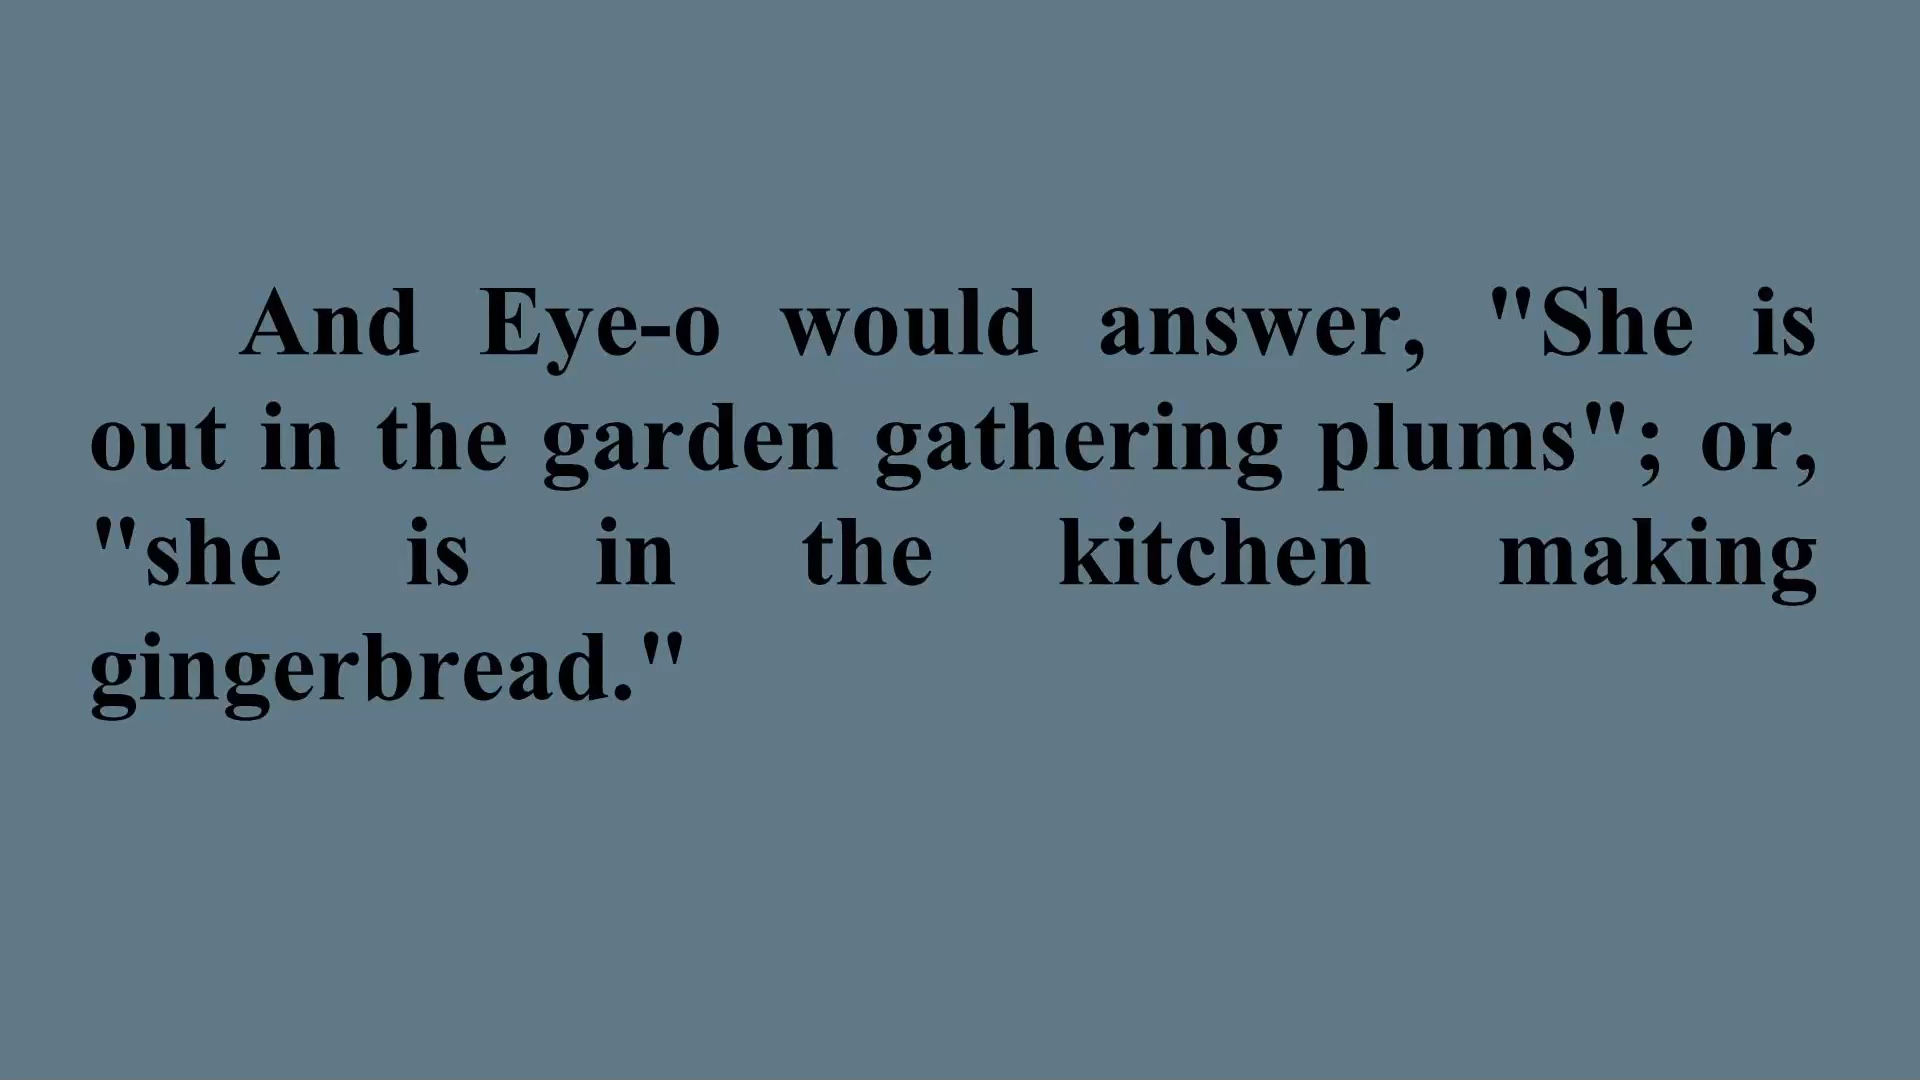 And Eye-o would answer, "She is
out in the garden gathering plums"; or,
"she is in the kitchen making
gingerbread."